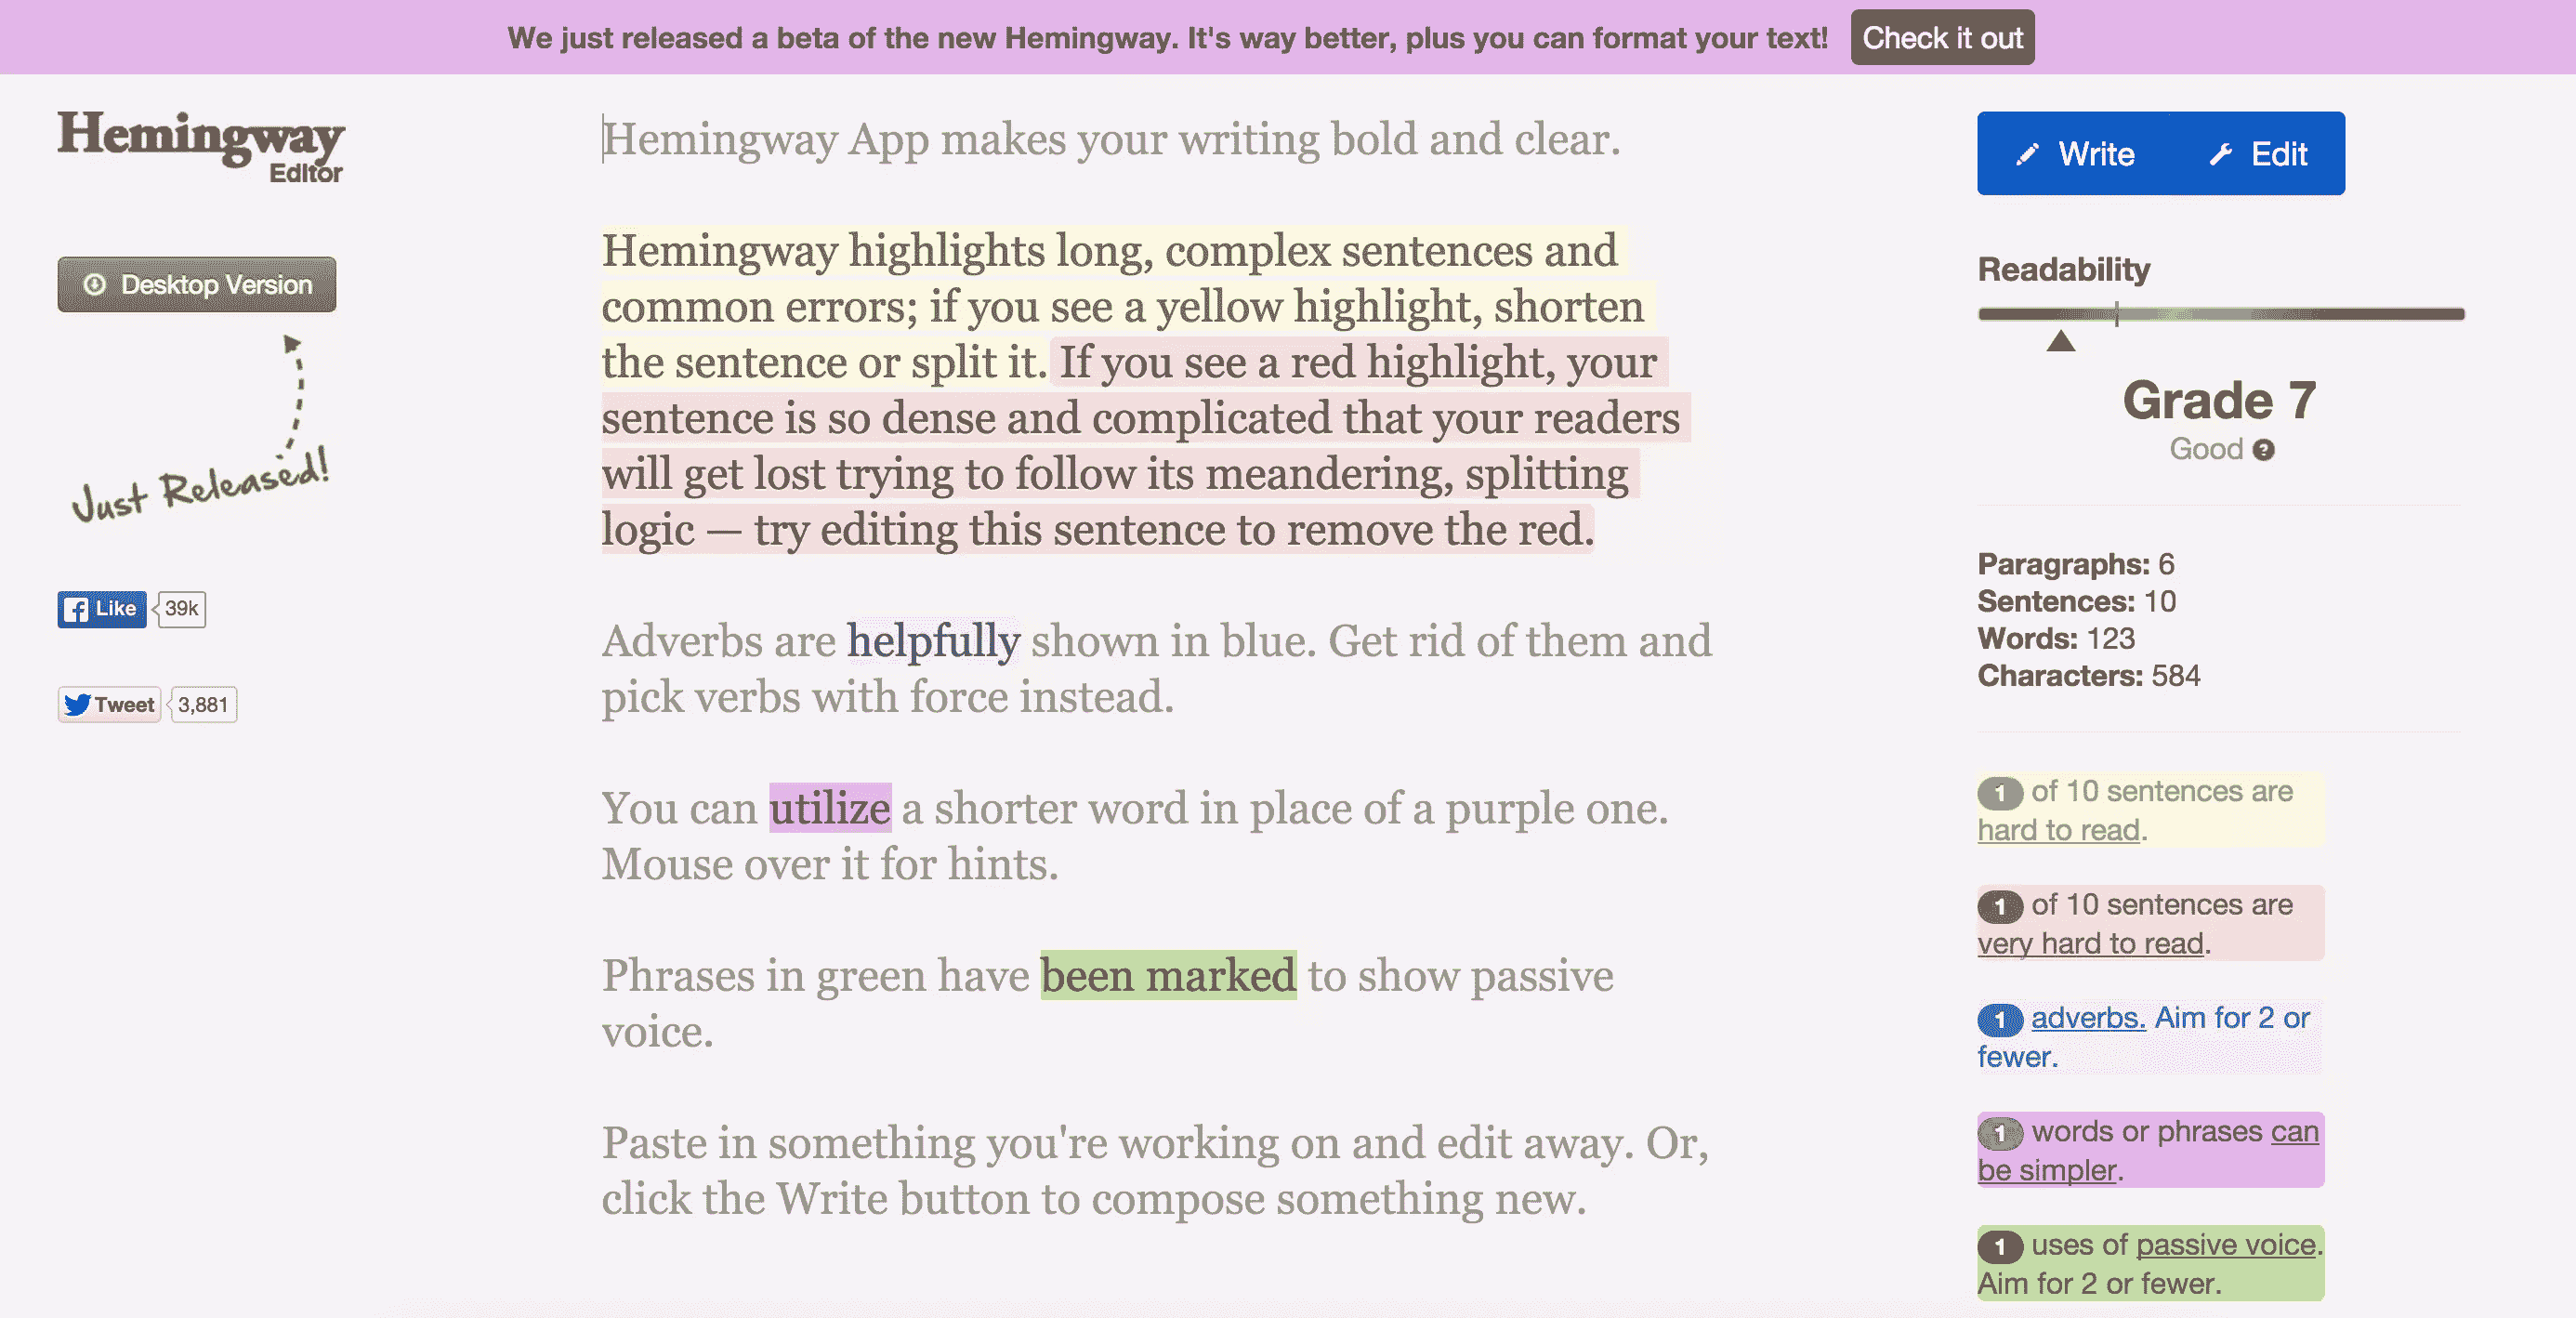 We just released a beta of the new Hemingway. It's way better, plus you can format your text! Check it out
Hemingway
Editor
Desktop Version
Just Released!
Like 39k
Tweet 3,881
Hemingway App makes your writing bold and clear.
Hemingway highlights long, complex sentences and
common errors; if you see a yellow highlight, shorten
the sentence or split it. If you see a red highlight, your
sentence is so dense and complicated that your readers
will get lost trying to follow its meandering, splitting
logic — try editing this sentence to remove the red.
Adverbs are helpfully shown in blue. Get rid of them and
pick verbs with force instead.
You can utilize a shorter word in place of a purple one.
Mouse over it for hints.
Phrases in green have been marked to show passive
voice.
Paste in something you're working on and edit away. Or,
click the Write button to compose something new.
Write Edit
Readability
Grade 7
Good ?
Paragraphs: 6
Sentences: 10
Words: 123
Characters: 584
1 of 10 sentences are
hard to read.
1 of 10 sentences are
very hard to read.
1 adverbs. Aim for 2 or
fewer.
1 words or phrases can
be simpler.
1 uses of passive voice.
Aim for 2 or fewer.